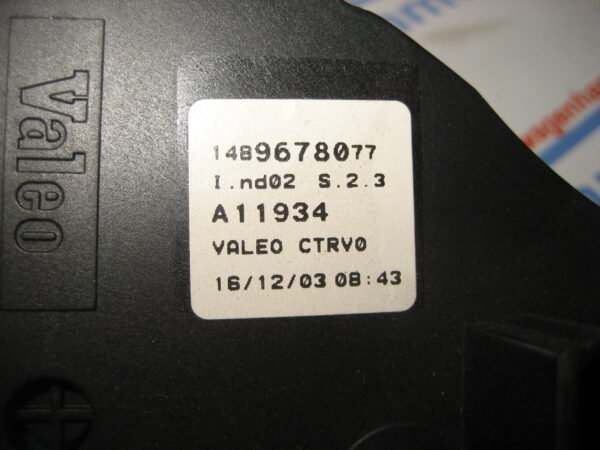 Valeo
1489678077
I.nd02 S.2.3
A11934
VALEO CTRV0
16/12/03 08:43